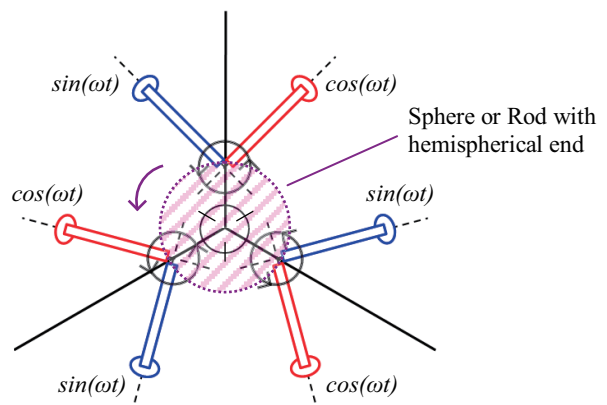 sin(ωt)
cos(ωt)
Sphere or Rod with
hemispherical end
cos(ωt)
sin(ωt)
sin(ωt)
cos(ωt)